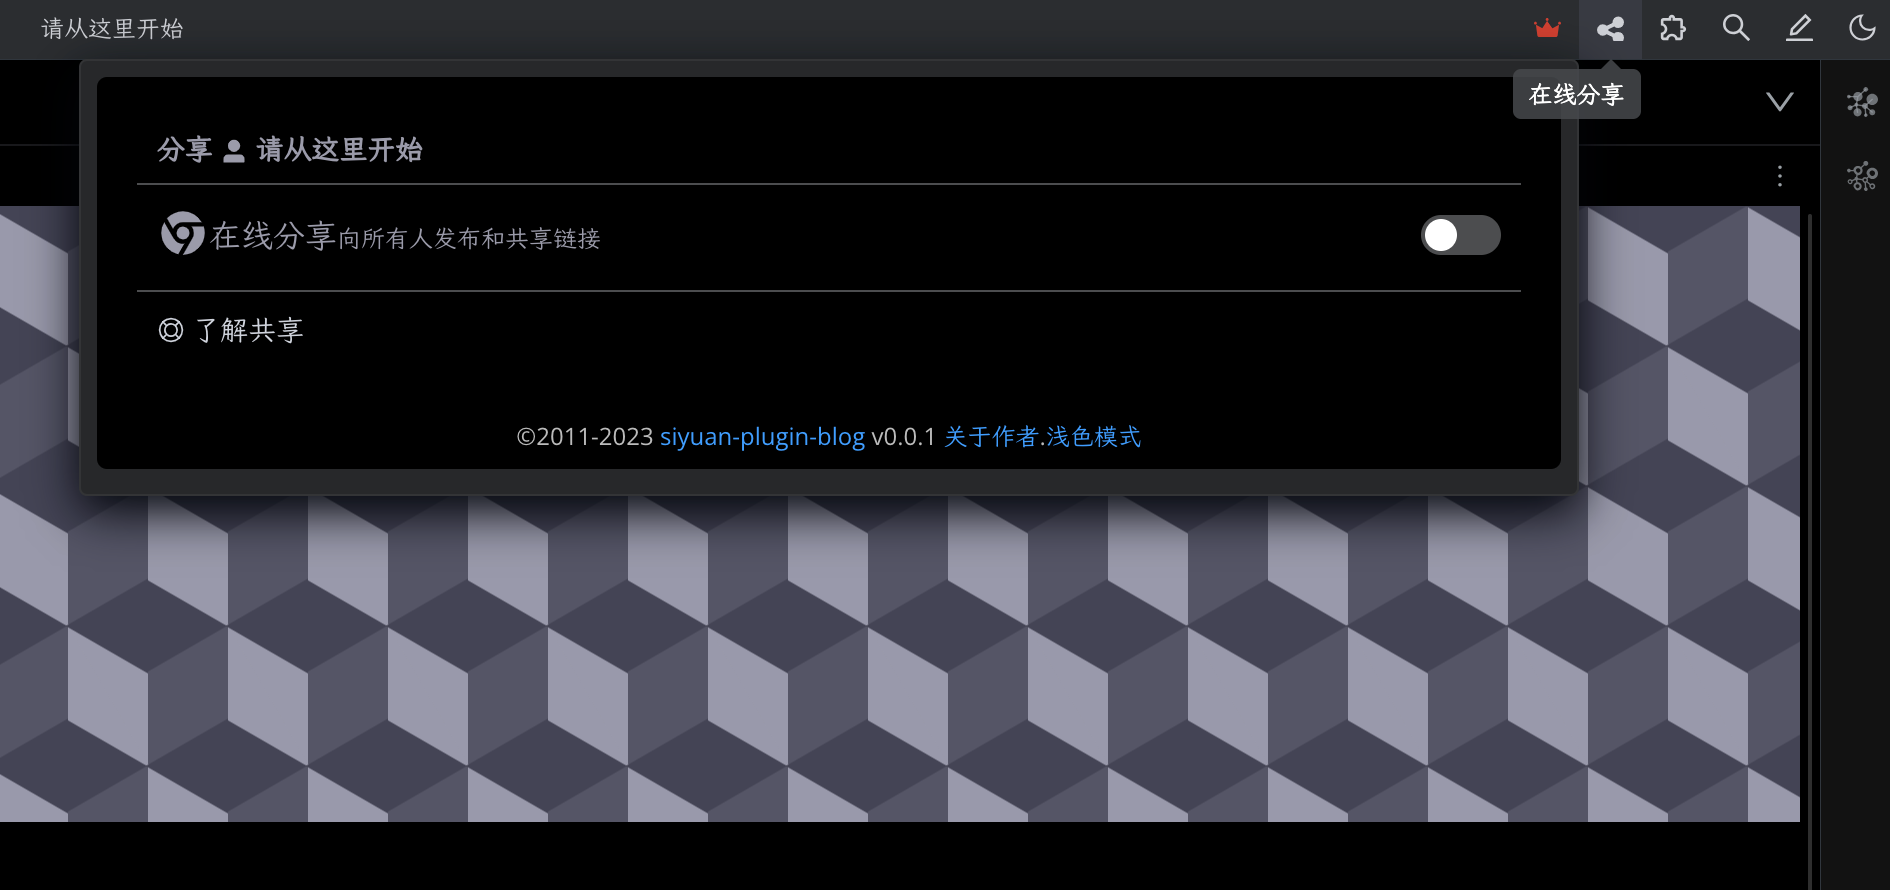 请从这里开始
在线分享
分享 请从这里开始
在线分享向所有人发布和共享链接
了解共享
©2011-2023 siyuan-plugin-blog v0.0.1 关于作者.浅色模式